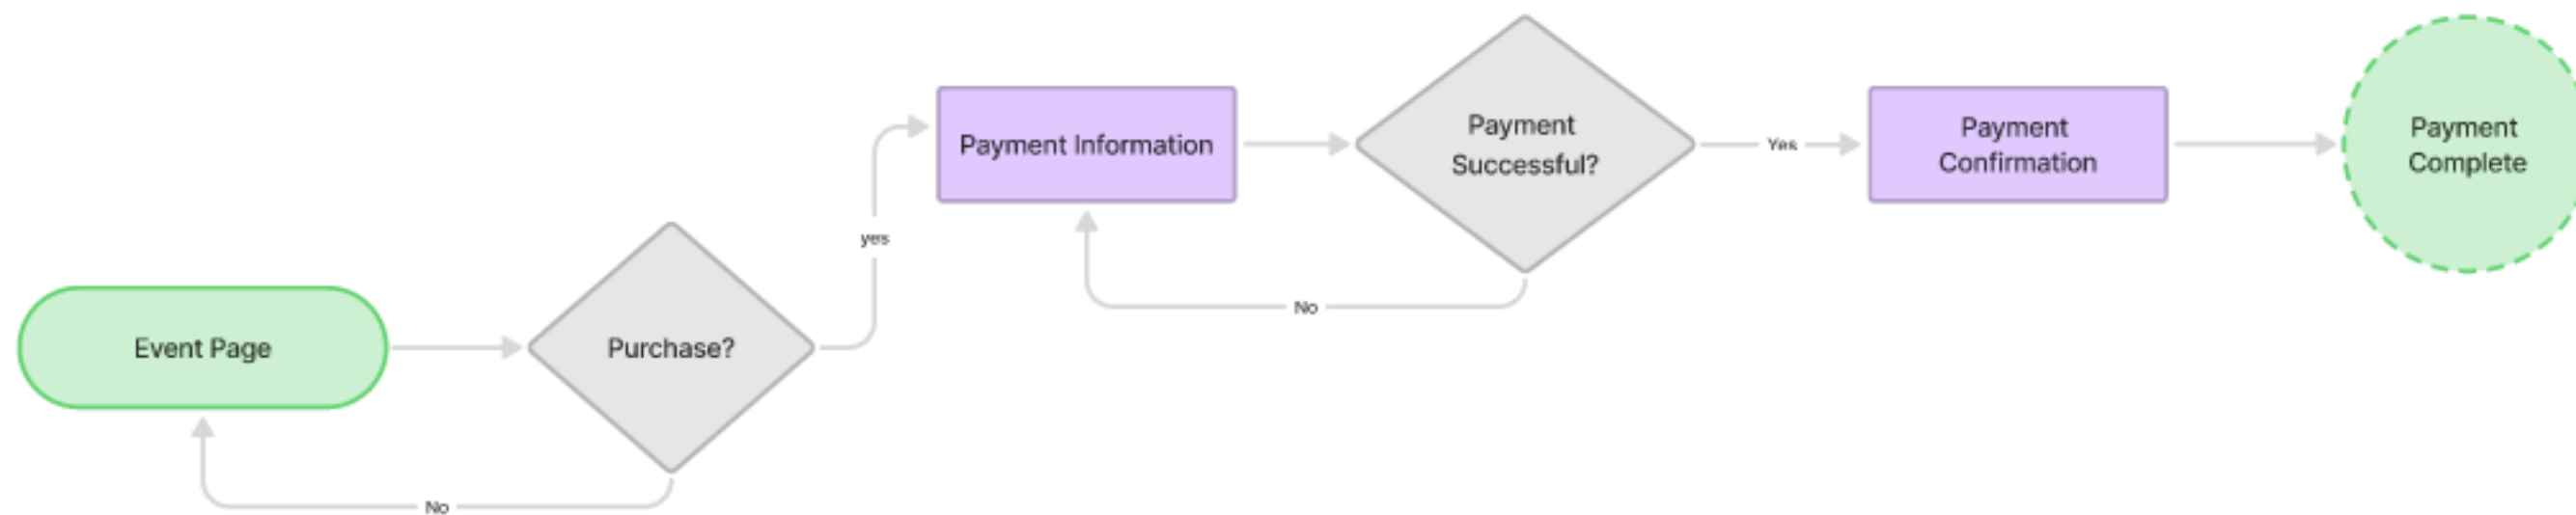 Event Page
No
Purchase?
yes
Payment Information
No
Payment
Successful?
Yes
Payment
Confirmation
Payment
Complete